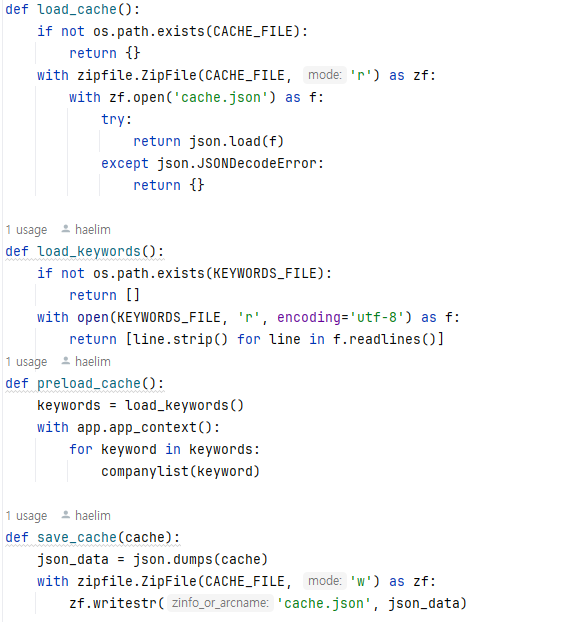 def load_cache():
    if not os.path.exists(CACHE_FILE):
        return {}
    with zipfile.ZipFile(CACHE_FILE, mode: 'r') as zf:
        with zf.open('cache.json') as f:
            try:
                return json.load(f)
            except json.JSONDecodeError:
                return {}
1 usage haelim
def load_keywords():
    if not os.path.exists(KEYWORDS_FILE):
        return []
    with open(KEYWORDS_FILE, 'r', encoding='utf-8') as f:
        return [line.strip() for line in f.readlines()]
1 usage haelim
def preload_cache():
    keywords = load_keywords()
    with app.app_context():
        for keyword in keywords:
            companylist(keyword)
1 usage haelim
def save_cache(cache):
    json_data = json.dumps(cache)
    with zipfile.ZipFile(CACHE_FILE, mode: 'w') as zf:
        zf.writestr( zinfo_or_arcname: 'cache.json', json_data)